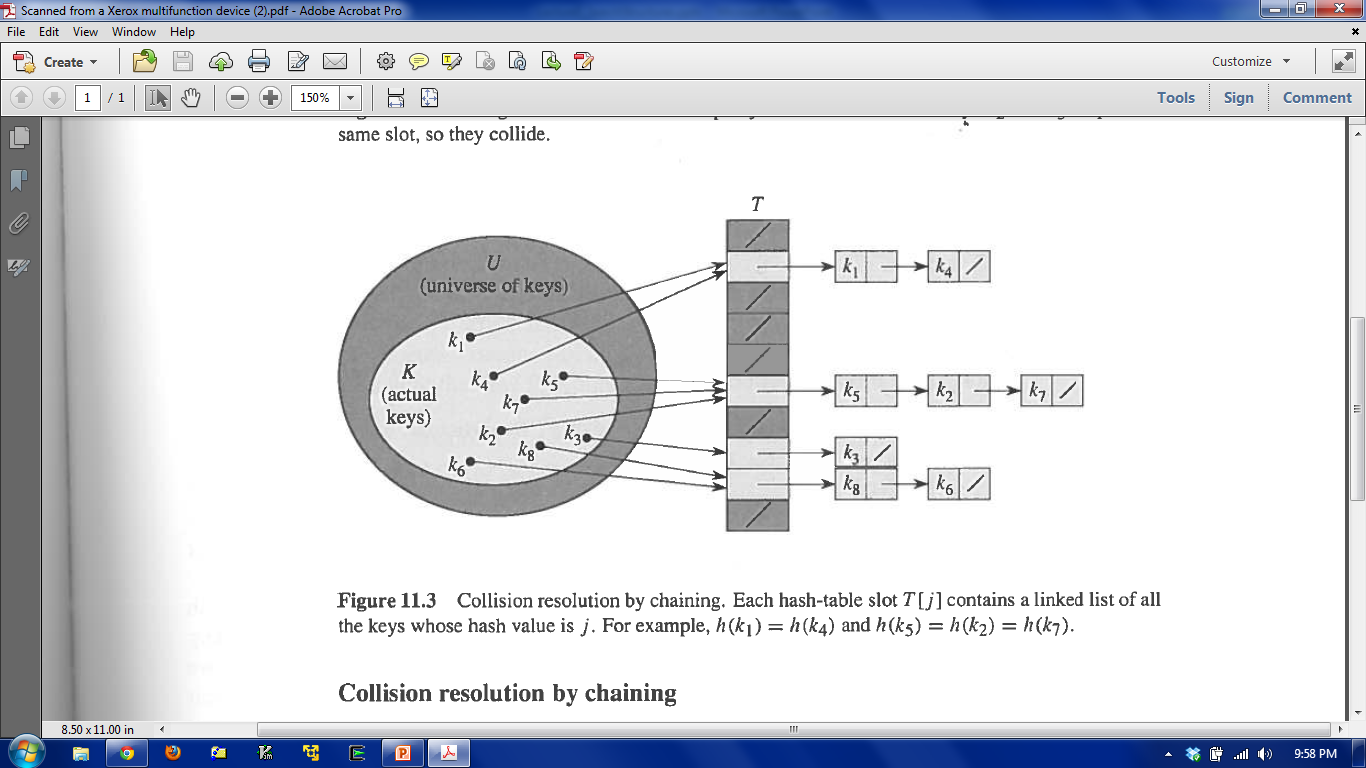 Scanned from a Xerox multifunction device (2).pdf - Adobe Acrobat Pro
File Edit View Window Help
Create Customize
1 / 1 150% Tools Sign Comment
same slot, so they collide.
T
U
(universe of keys)
k1 k4
k1
K
(actual
keys)
k4 k5
k7
k5 k2 k7
k2 k8 k3
k6
k3
k8 k6
Figure 11.3 Collision resolution by chaining. Each hash-table slot T[j] contains a linked list of all
the keys whose hash value is j. For example, h(k1) = h(k4) and h(k5) = h(k2) = h(k7).
Collision resolution by chaining
8.50 x 11.00 in
9:58 PM